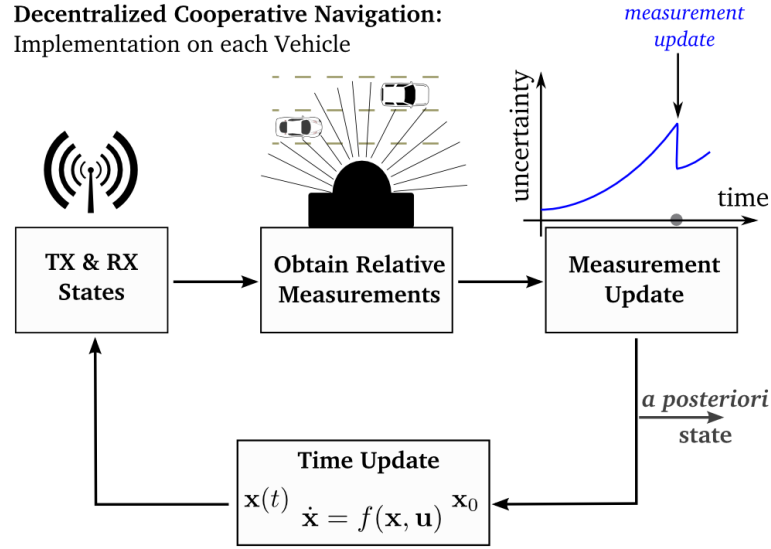 Decentralized Cooperative Navigation:
Implementation on each Vehicle
measurement
update
uncertainty
time
TX & RX
States
Obtain Relative
Measurements
Measurement
Update
a posteriori
state
Time Update
x(t) ẋ = f(x, u) x₀